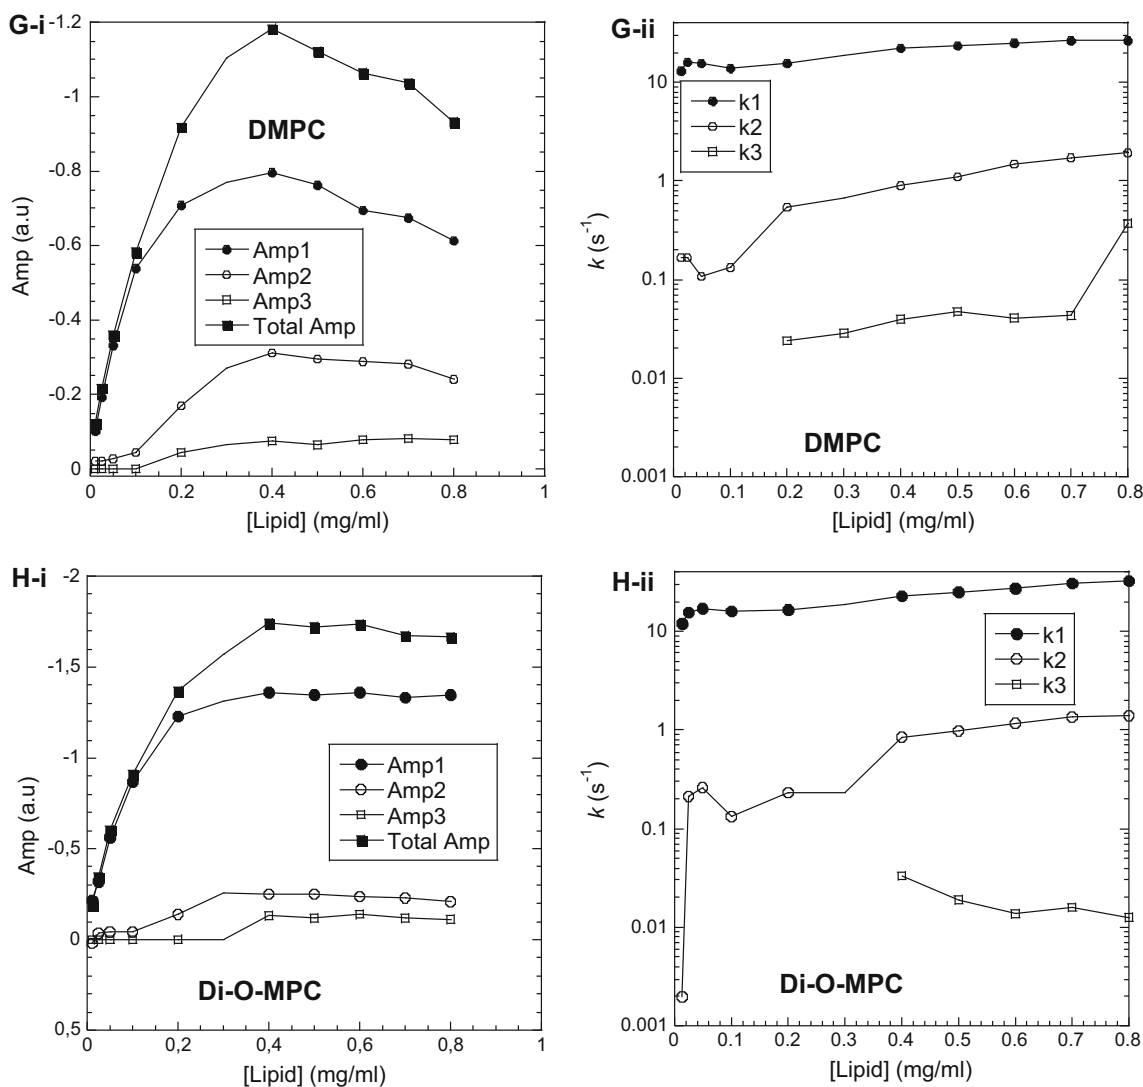 G-i
-1.2
-1
-0.8
-0.6
-0.4
-0.2
0
Amp (a.u)
DMPC
Amp1
Amp2
Amp3
Total Amp
0 0.2 0.4 0.6 0.8 1
[Lipid] (mg/ml)
G-ii
10
1
0.1
0.01
0.001
k (s⁻¹)
k1
k2
k3
DMPC
0 0.1 0.2 0.3 0.4 0.5 0.6 0.7 0.8
[Lipid] (mg/ml)
H-i
-2
-1,5
-1
-0,5
0
0,5
Amp (a.u)
Amp1
Amp2
Amp3
Total Amp
Di-O-MPC
0 0,2 0,4 0,6 0,8 1
[Lipid] (mg/ml)
H-ii
10
1
0.1
0.01
0.001
k (s⁻¹)
k1
k2
k3
Di-O-MPC
0 0.1 0.2 0.3 0.4 0.5 0.6 0.7 0.8
[Lipid] (mg/ml)